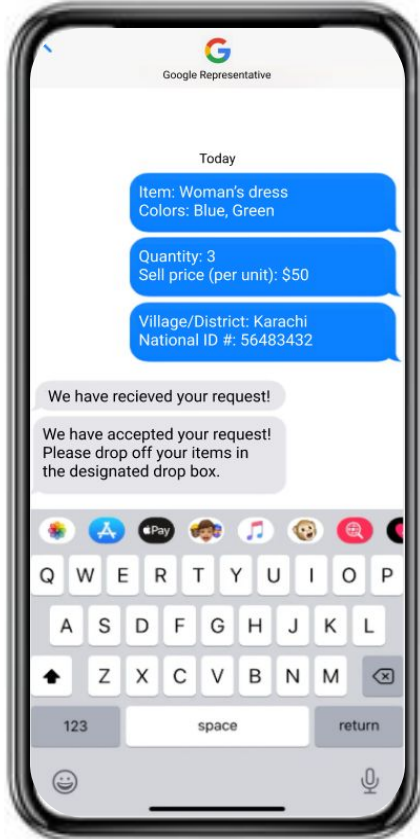 Google Representative
Today
Item: Woman's dress
Colors: Blue, Green
Quantity: 3
Sell price (per unit): $50
Village/District: Karachi
National ID #: 56483432
We have recieved your request!
We have accepted your request!
Please drop off your items in
the designated drop box.
Pay
Q W E R T Y U I O P
A S D F G H J K L
Z X C V B N M
123 space return